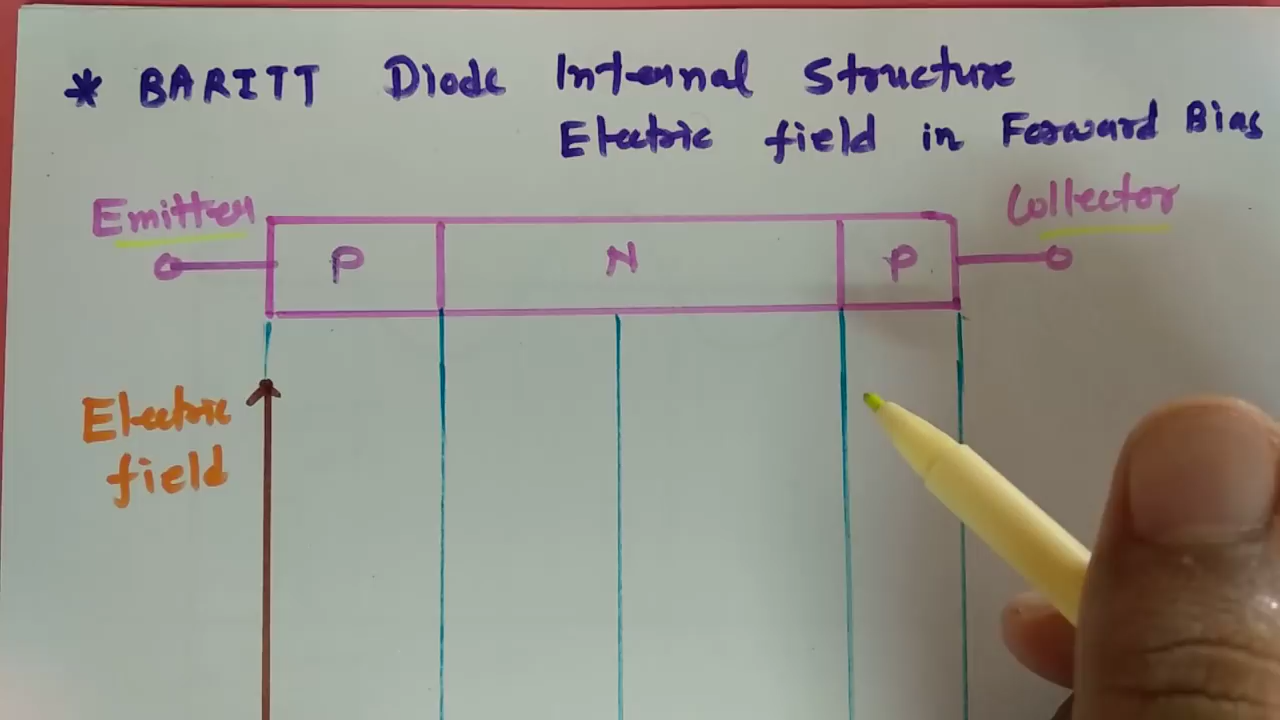 * BARITT Diode Internal Structure
Electric field in Forward Bias
Emitter
Collector
P
N
P
Electric
field